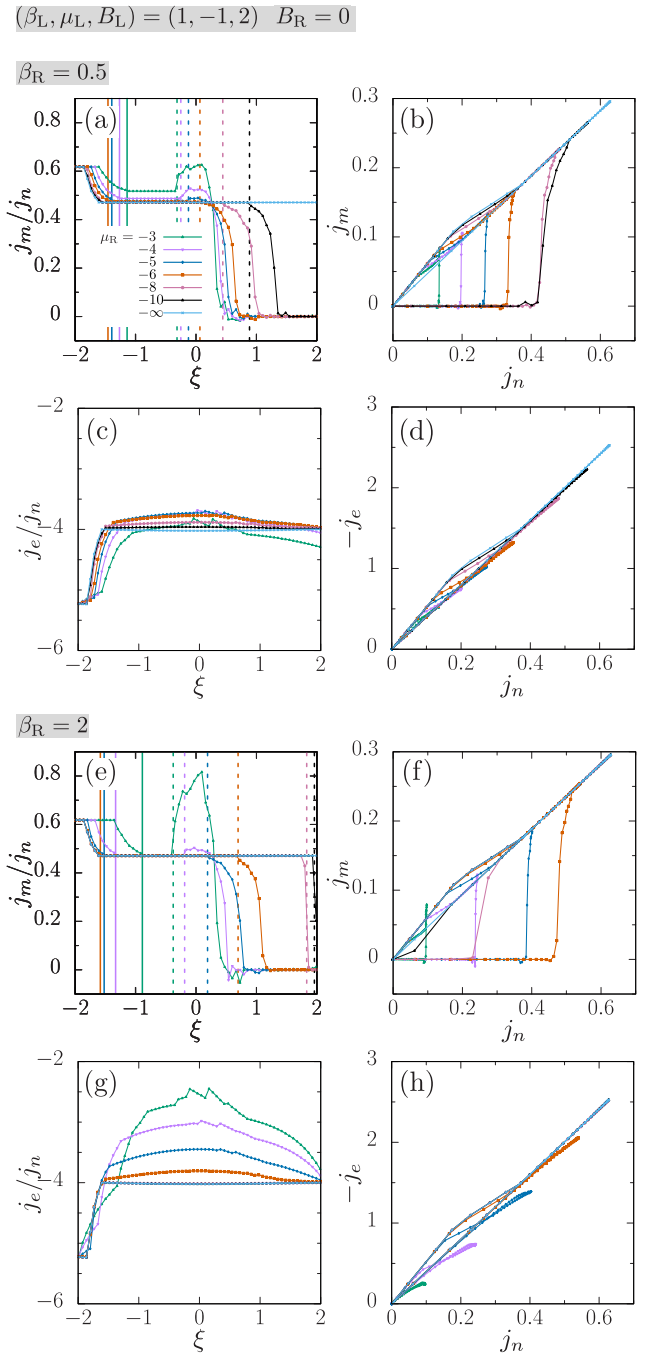 (β_L, μ_L, B_L) = (1, −1, 2) B_R = 0
β_R = 0.5
(a)
j_m/j_n
0.8
0.6
0.4
0.2
0
μ_R = −3
−4
−5
−6
−8
−10
−∞
−2 −1 0 1 2
ξ
(b)
j_m
0.3
0.2
0.1
0
0 0.2 0.4 0.6
j_n
(c)
j_e/j_n
−2
−4
−6
−2 −1 0 1 2
ξ
(d)
−j_e
3
2
1
0
0 0.2 0.4 0.6
j_n
β_R = 2
(e)
j_m/j_n
0.8
0.6
0.4
0.2
0
−2 −1 0 1 2
ξ
(f)
j_m
0.3
0.2
0.1
0
0 0.2 0.4 0.6
j_n
(g)
j_e/j_n
−2
−4
−6
−2 −1 0 1 2
ξ
(h)
−j_e
3
2
1
0
0 0.2 0.4 0.6
j_n